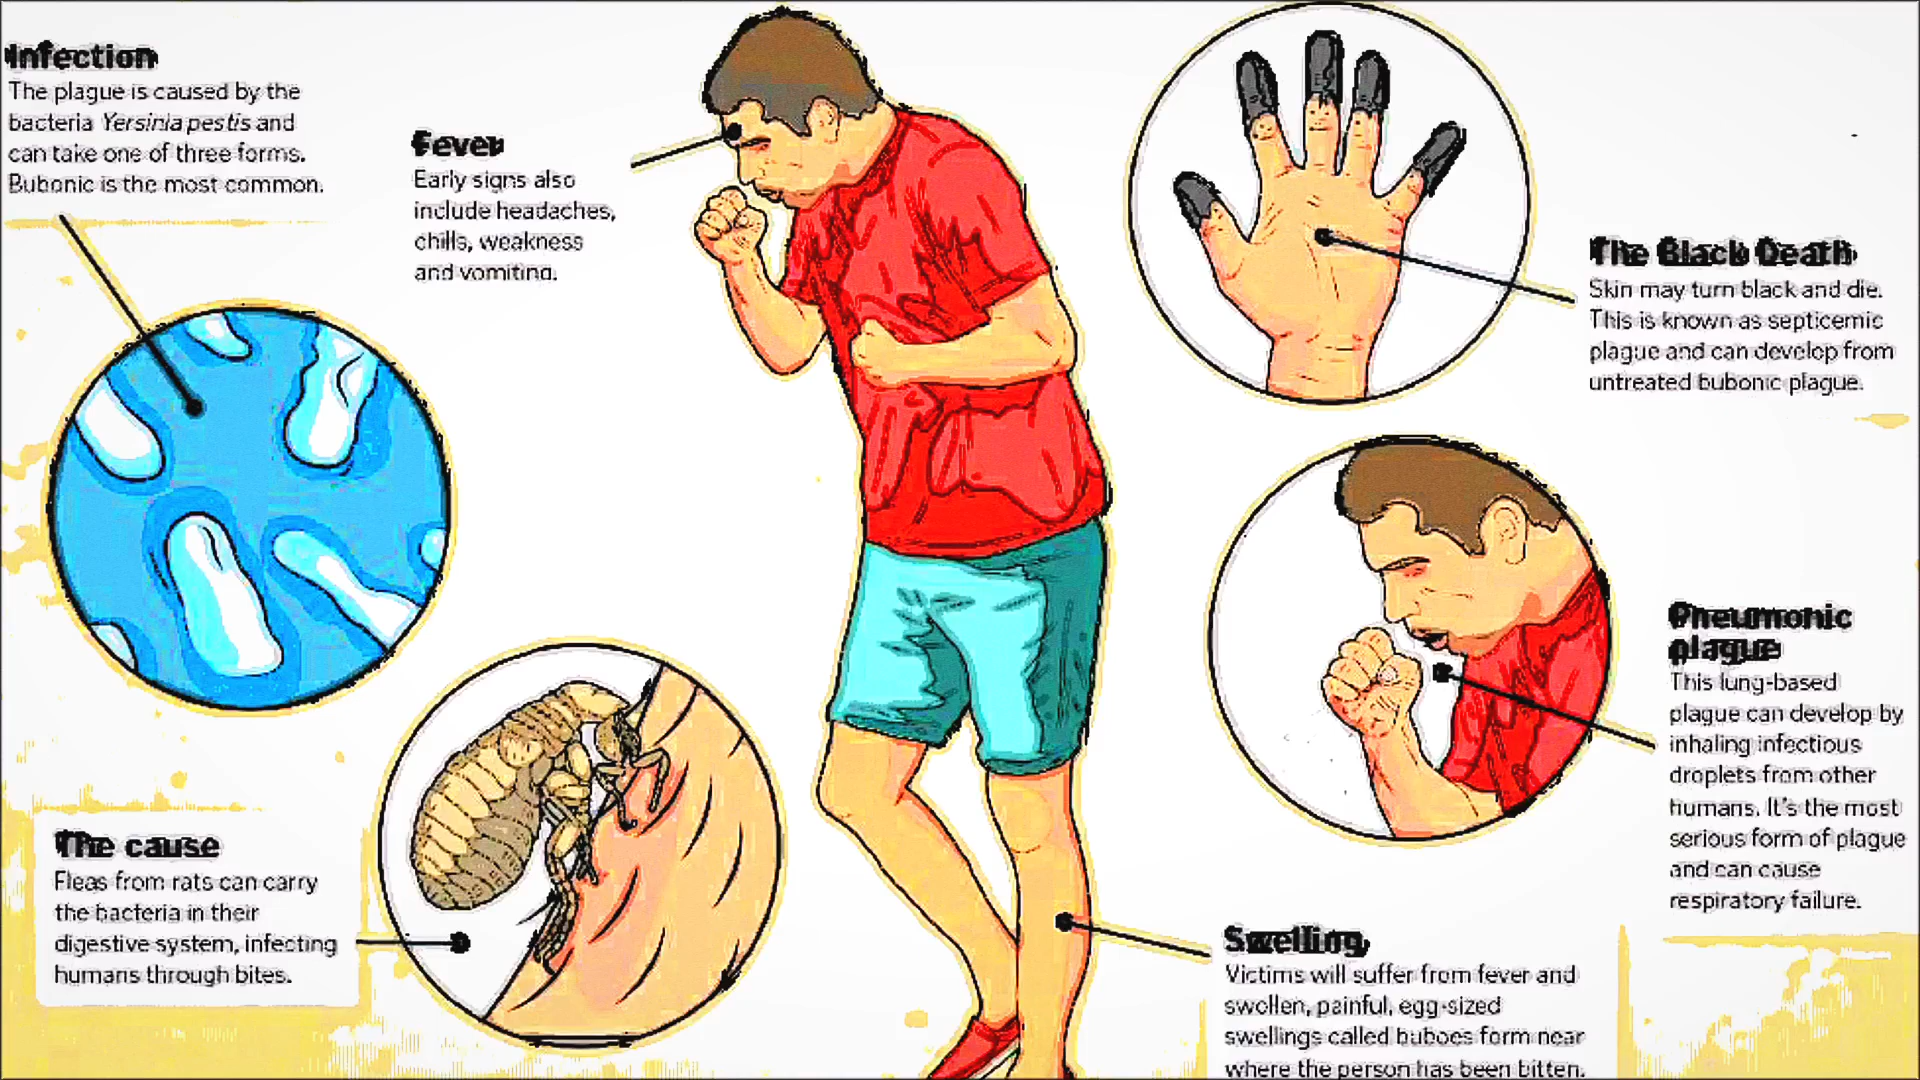 Infection
The plague is caused by the
bacteria Yersinia pestis and
can take one of three forms.
Bubonic is the most common.
Fever
Early signs also
include headaches,
chills, weakness
and vomiting.
The Black Death
Skin may turn black and die.
This is known as septicemic
plague and can develop from
untreated bubonic plague.
Pneumonic
plague
This lung-based
plague can develop by
inhaling infectious
droplets from other
humans. It's the most
serious form of plague
and can cause
respiratory failure.
The cause
Fleas from rats can carry
the bacteria in their
digestive system, infecting
humans through bites.
Swelling
Victims will suffer from fever and
swollen, painful, egg-sized
swellings called buboes form near
where the person has been bitten.